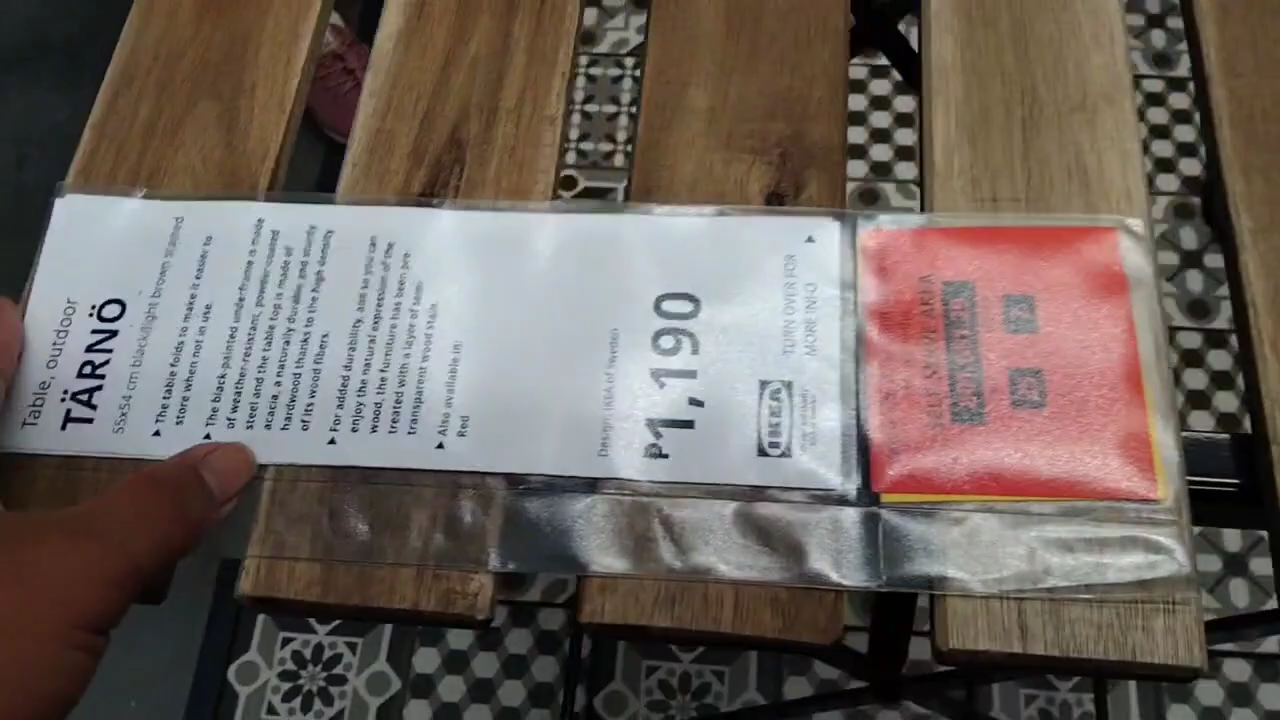 Table, outdoor
TÄRNÖ
55x54 cm black/light brown stained
▶ The table folds to make it easier to
store when not in use.
▶ The black-painted under-frame is made
of weather-resistant, powder-coated
steel and the table top is made of
acacia, a naturally durable and sturdy
hardwood thanks to the high density
of its wood fibers.
▶ For added durability, and so you can
enjoy the natural expression of the
wood, the furniture has been pre-
treated with a layer of semi-
transparent wood stain.
▶ Also available in:
Red
Design: IKEA of Sweden
₱1,190
IKEA
TURN OVER FOR
MORE INFO
SELF SERVE AREA